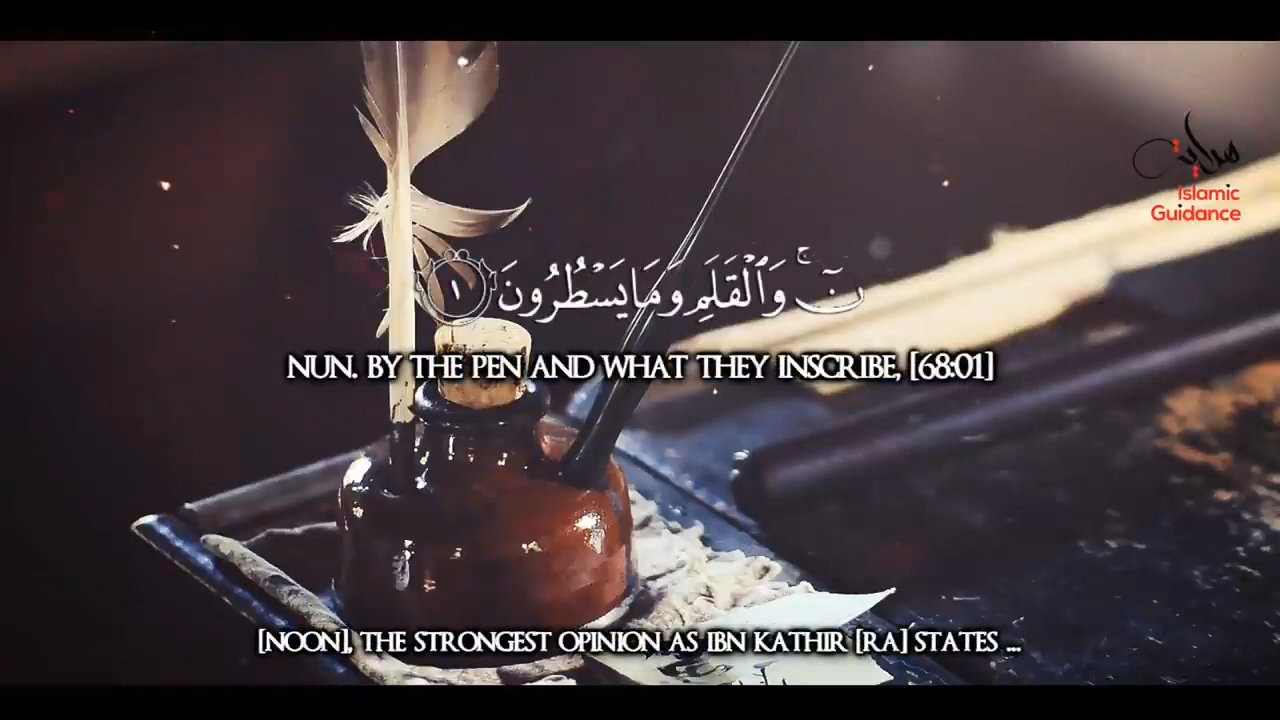 هداية
Islamic
Guidance
نٓ ۚ وَٱلْقَلَمِ وَمَا يَسْطُرُونَ ١
NUN. BY THE PEN AND WHAT THEY INSCRIBE, [68:01]
[NOON], THE STRONGEST OPINION AS IBN KATHIR [RA] STATES ...